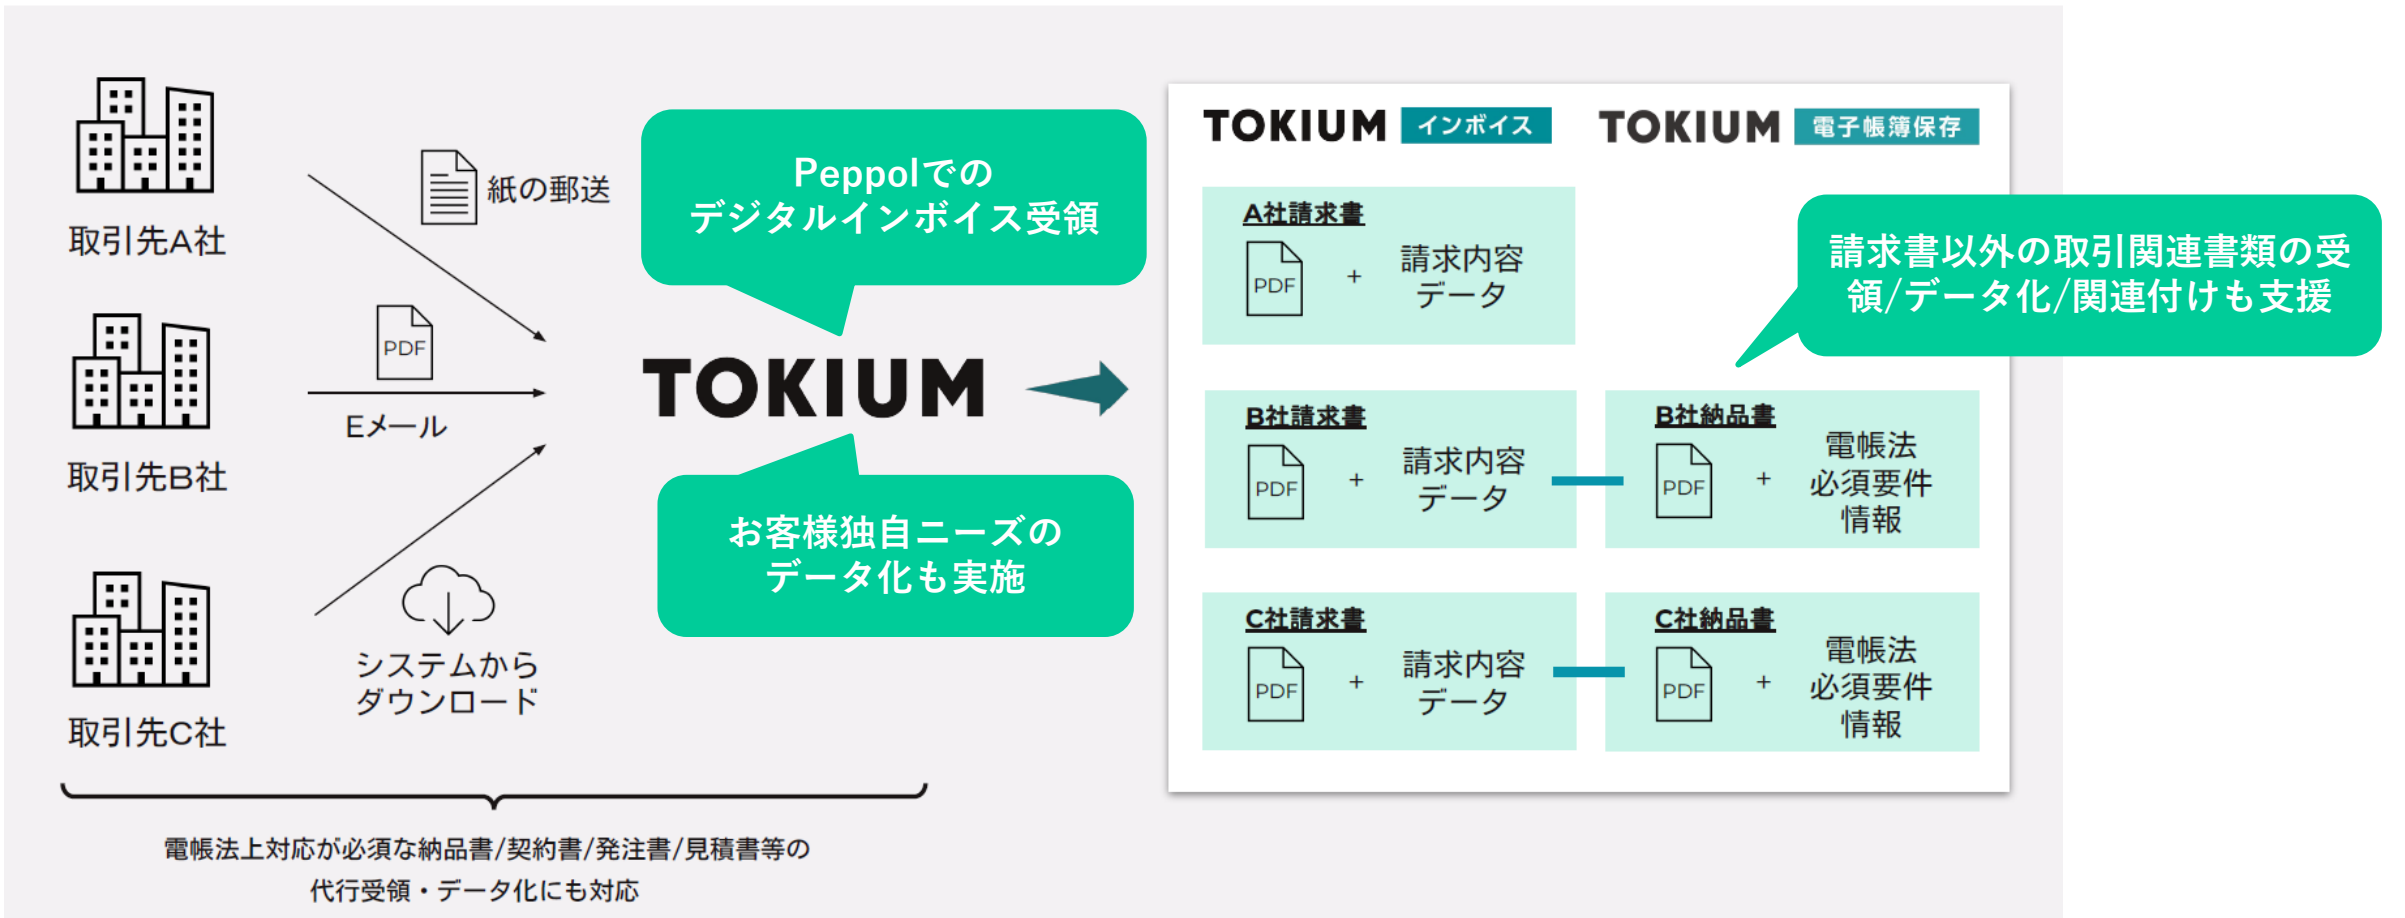 取引先A社
紙の郵送
取引先B社
PDF
Eメール
取引先C社
システムから
ダウンロード
電帳法上対応が必須な納品書/契約書/発注書/見積書等の
代行受領・データ化にも対応
Peppolでの
デジタルインボイス受領
TOKIUM
お客様独自ニーズの
データ化も実施
TOKIUM インボイス
TOKIUM 電子帳簿保存
A社請求書
PDF
+
請求内容
データ
請求書以外の取引関連書類の受
領/データ化/関連付けも支援
B社請求書
PDF
+
請求内容
データ
B社納品書
PDF
+
電帳法
必須要件
情報
C社請求書
PDF
+
請求内容
データ
C社納品書
PDF
+
電帳法
必須要件
情報